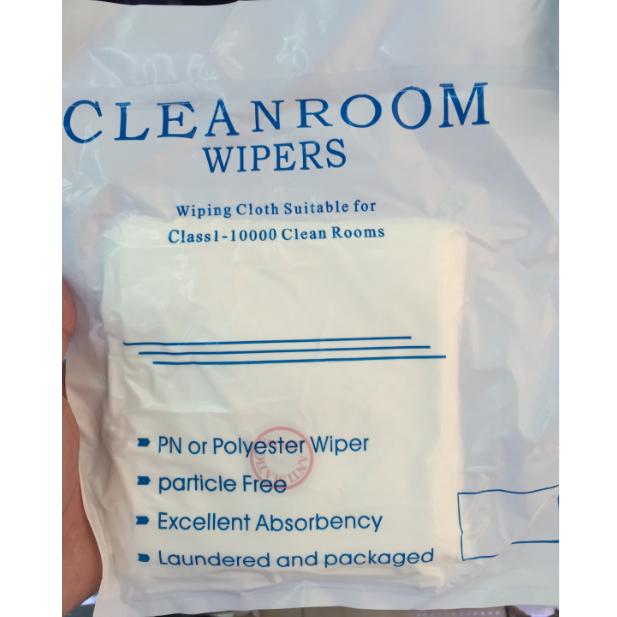 CLEANROOM
WIPERS
Wiping Cloth Suitable for
Class1-10000 Clean Rooms
PN or Polyester Wiper
particle Free
Excellent Absorbency
Laundered and packaged